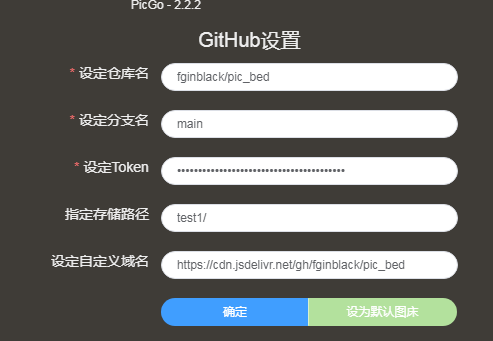 PicGo - 2.2.2
GitHub设置
* 设定仓库名 fginblack/pic_bed
* 设定分支名 main
* 设定Token ••••••••••••••••••••••••••••••••••••••••
指定存储路径 test1/
设定自定义域名 https://cdn.jsdelivr.net/gh/fginblack/pic_bed
确定 设为默认图床